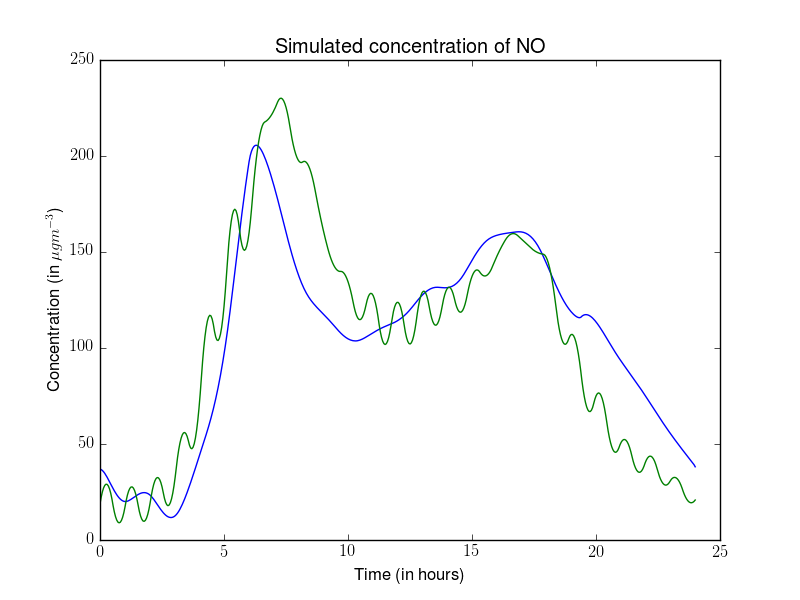 Simulated concentration of NO
250
200
150
100
50
0
Concentration (in μgm⁻³)
0 5 10 15 20 25
Time (in hours)